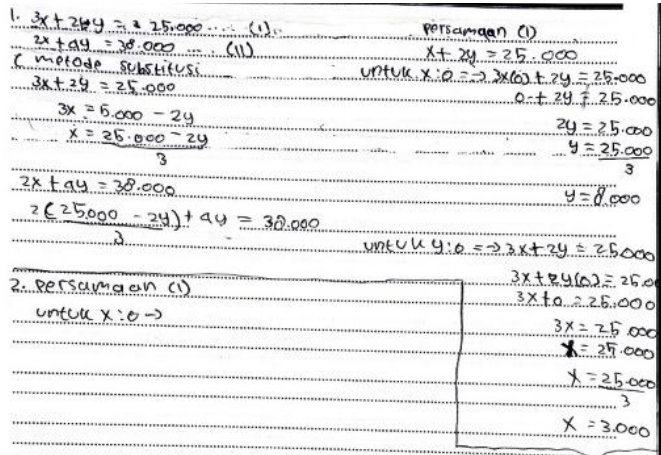 1. 3x + 2y = 25.000 .... (1).
2x + 4y = 38.000 ... (11)
( metode substitusi
3x + 2y = 25.000
3x = 5.000 - 2y
x = 25.000 - 2y
3
2x + 4y = 38.000
2 ( 25.000 - 2y ) + 4y = 38.000
3
2. persamaan (1)
untuk x : 0 →
persamaan (1)
x + 2y = 25.000
untuk x : 0 => 3x(0) + 2y = 25.000
0 + 2y = 25.000
2y = 25.000
y = 25.000
3
y = 8.000
untuk y : 0 => 3x + 2y = 25.000
3x + 2y(0) = 25.0
3x + 0 = 25.000
3x = 25.000
x = 25.000
x = 25.000
3
x = 3.000